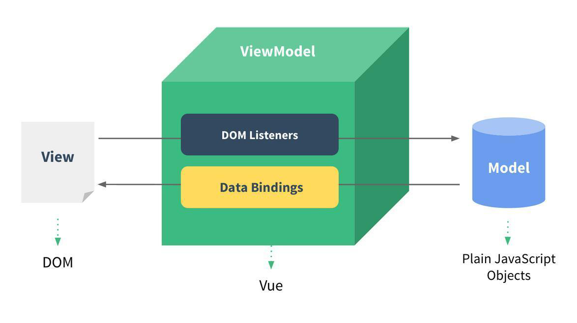 ViewModel
DOM Listeners
View
Data Bindings
Model
DOM
Vue
Plain JavaScript
Objects